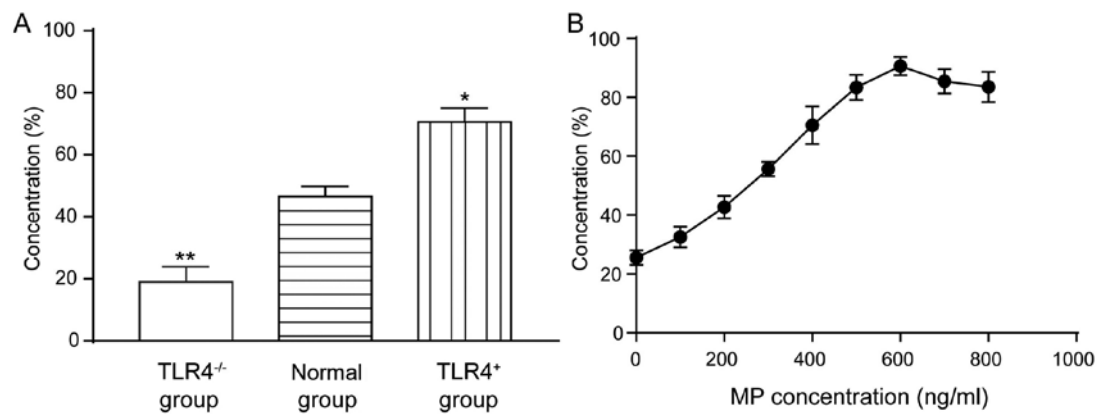 A
Concentration (%)
100
80
60
40
20
0
**
*
TLR4-/-
group
Normal
group
TLR4+
group
B
Concentration (%)
100
80
60
40
20
0
0 200 400 600 800 1000
MP concentration (ng/ml)